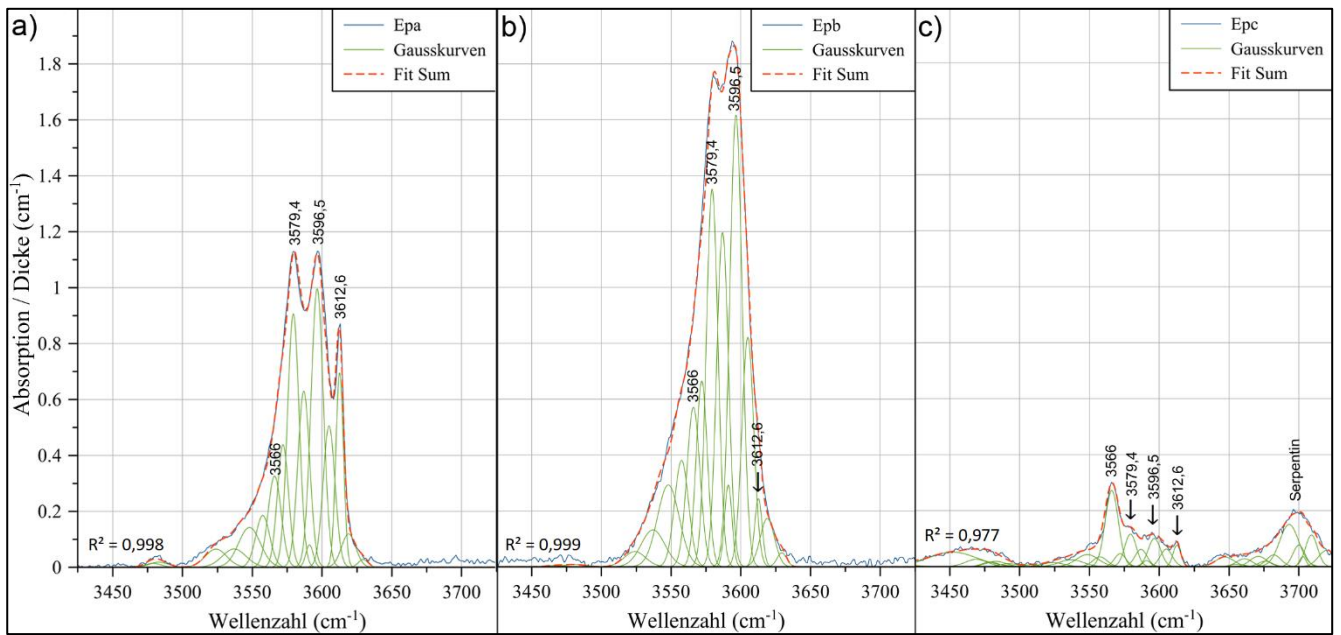 a)
Epa
Gausskurven
Fit Sum
b)
Epb
Gausskurven
Fit Sum
c)
Epc
Gausskurven
Fit Sum
Absorption / Dicke (cm⁻¹)
1.8
1.6
1.4
1.2
1
0.8
0.6
0.4
0.2
0
3566
3579,4
3596,5
3612,6
R² = 0,998
3450 3500 3550 3600 3650 3700
Wellenzahl (cm⁻¹)
3566
3579,4
3596,5
3612,6
R² = 0,999
3450 3500 3550 3600 3650 3700
Wellenzahl (cm⁻¹)
3566
3579,4
3596,5
3612,6
Serpentin
R² = 0,977
3450 3500 3550 3600 3650 3700
Wellenzahl (cm⁻¹)